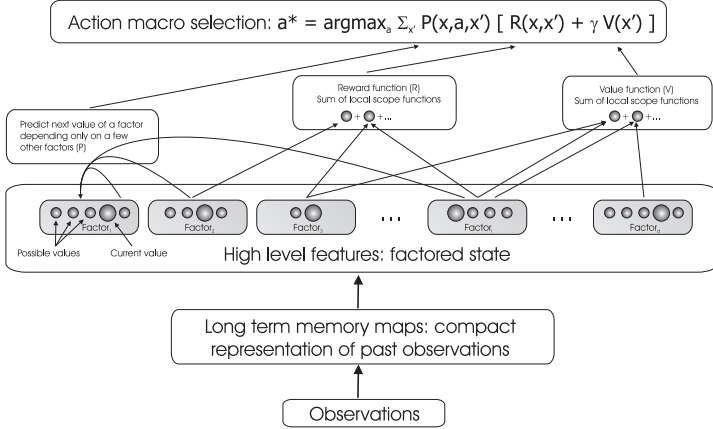 Action macro selection: a* = argmaxₐ Σₓ′ P(x,a,x′) [ R(x,x′) + γ V(x′) ]
Reward function (R)
Sum of local scope functions
+ +...
Value function (V)
Sum of local scope functions
+ +...
Predict next value of a factor
depending only on a few
other factors (P)
Factor₁
Factor₂
Factor₃
...
Factorᵢ
...
Possible values
Current value
High level features: factored state
Long term memory maps: compact
representation of past observations
Observations